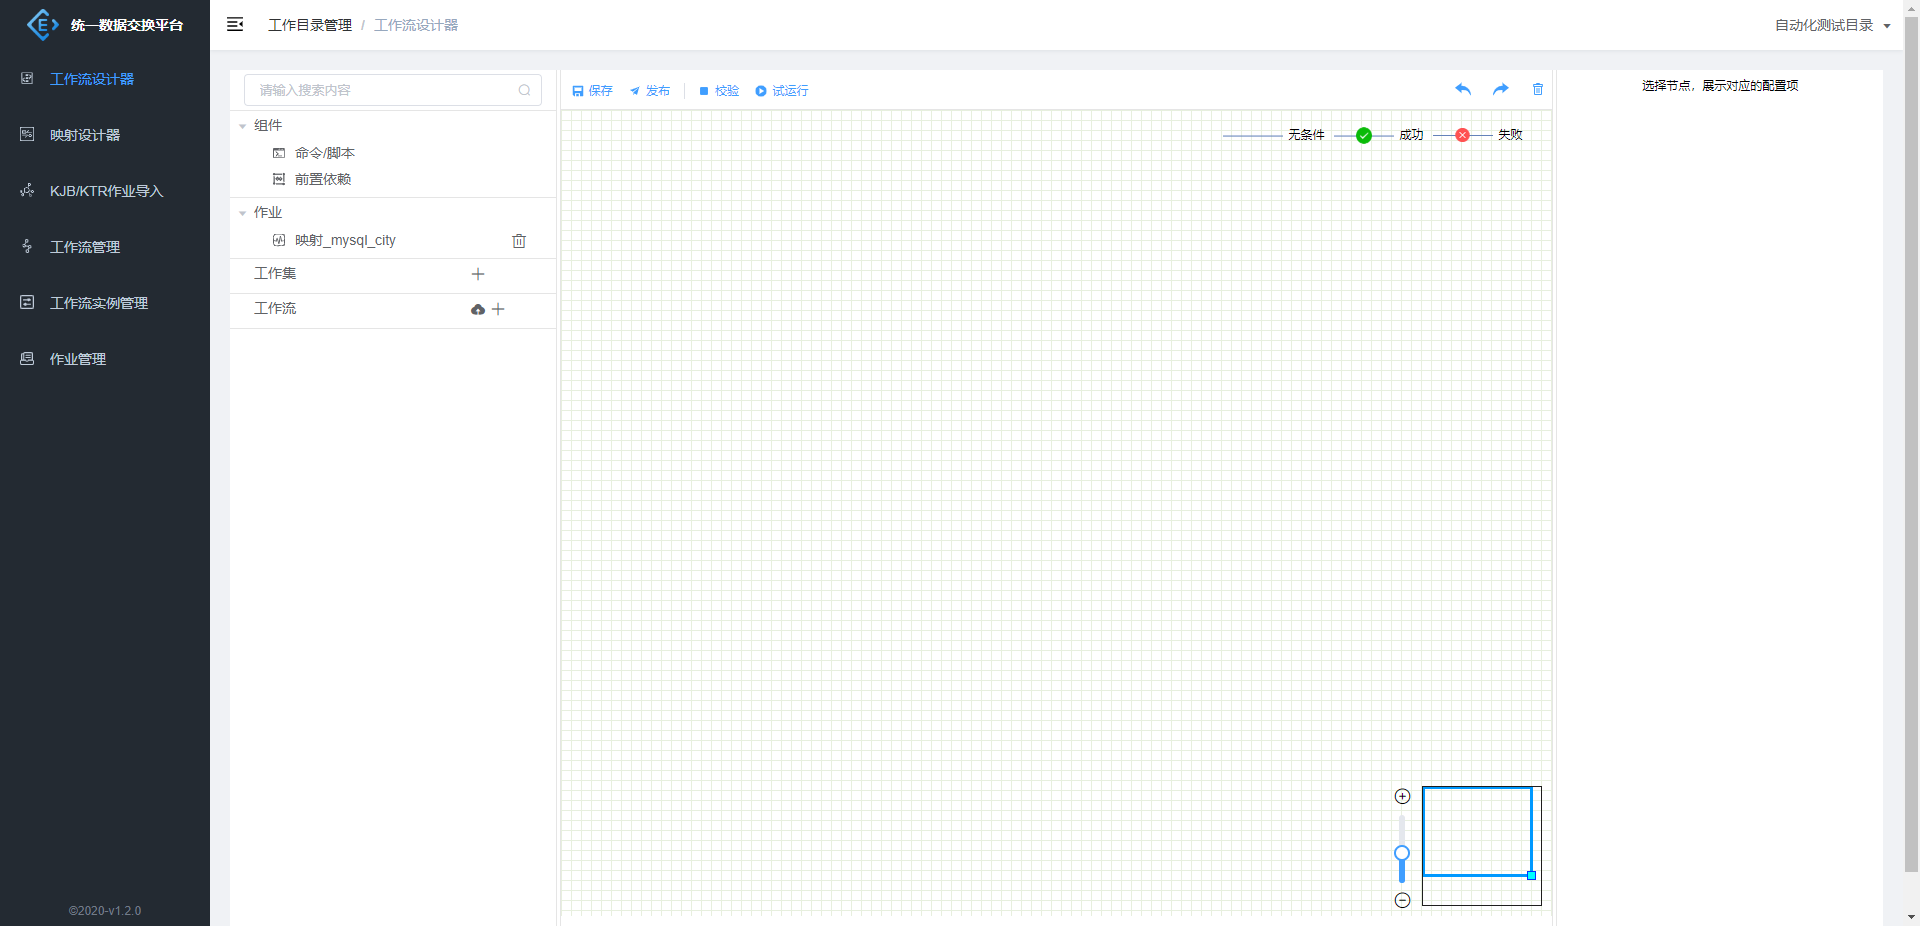 统一数据交换平台
工作目录管理 / 工作流设计器
自动化测试目录
工作流设计器
映射设计器
KJB/KTR作业导入
工作流管理
工作流实例管理
作业管理
©2020-v1.2.0
请输入搜索内容
组件
命令/脚本
前置依赖
作业
映射_mysql_city
工作集
工作流
保存 发布 校验 试运行
无条件 成功 失败
选择节点，展示对应的配置项